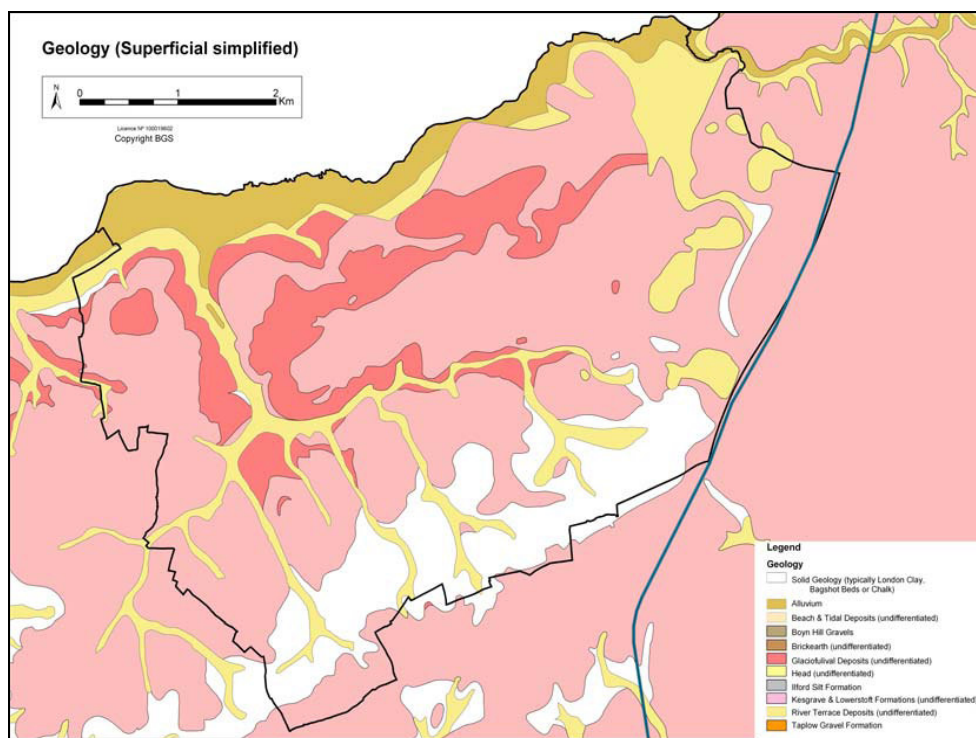 Geology (Superficial simplified)
N
0 1 2
Km
Licence Nº 100019602
Copyright BGS
Legend
Geology
Solid Geology (typically London Clay,
Bagshot Beds or Chalk)
Alluvium
Beach & Tidal Deposits (undifferentiated)
Boyn Hill Gravels
Brickearth (undifferentiated)
Glaciofulival Deposits (undifferentiated)
Head (undifferentiated)
Ilford Silt Formation
Kesgrave & Lowerstoft Formations (undifferentiated)
River Terrace Deposits (undifferentiated)
Taplow Gravel Formation